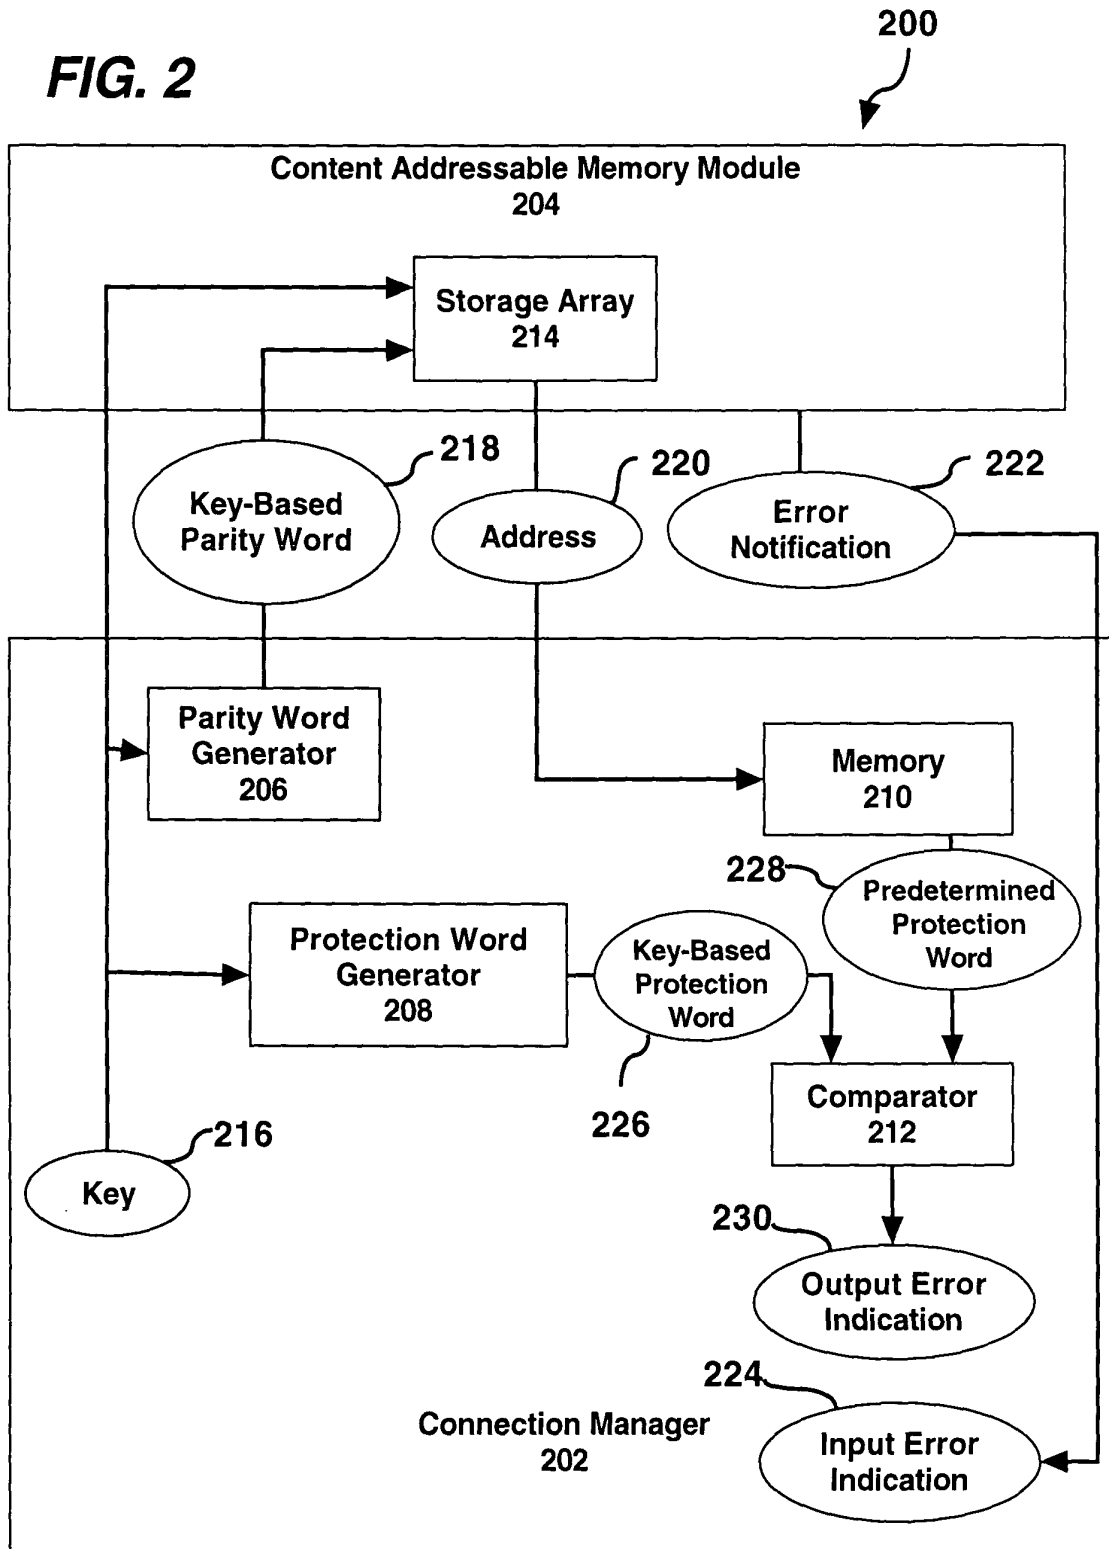 200
FIG. 2
Content Addressable Memory Module
204
Storage Array
214
218
220
222
Key-Based
Parity Word
Address
Error
Notification
Parity Word
Generator
206
Memory
210
228
Predetermined
Protection
Word
Protection Word
Generator
208
Key-Based
Protection
Word
226
Comparator
212
216
Key
230
Output Error
Indication
224
Connection Manager
202
Input Error
Indication